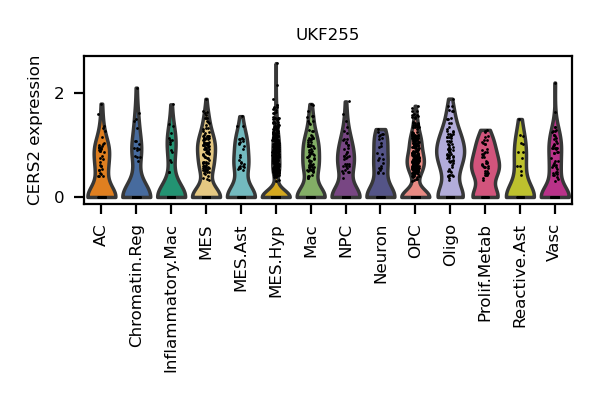 UKF255
CERS2 expression
2
0
AC
Chromatin.Reg
Inflammatory.Mac
MES
MES.Ast
MES.Hyp
Mac
NPC
Neuron
OPC
Oligo
Prolif.Metab
Reactive.Ast
Vasc